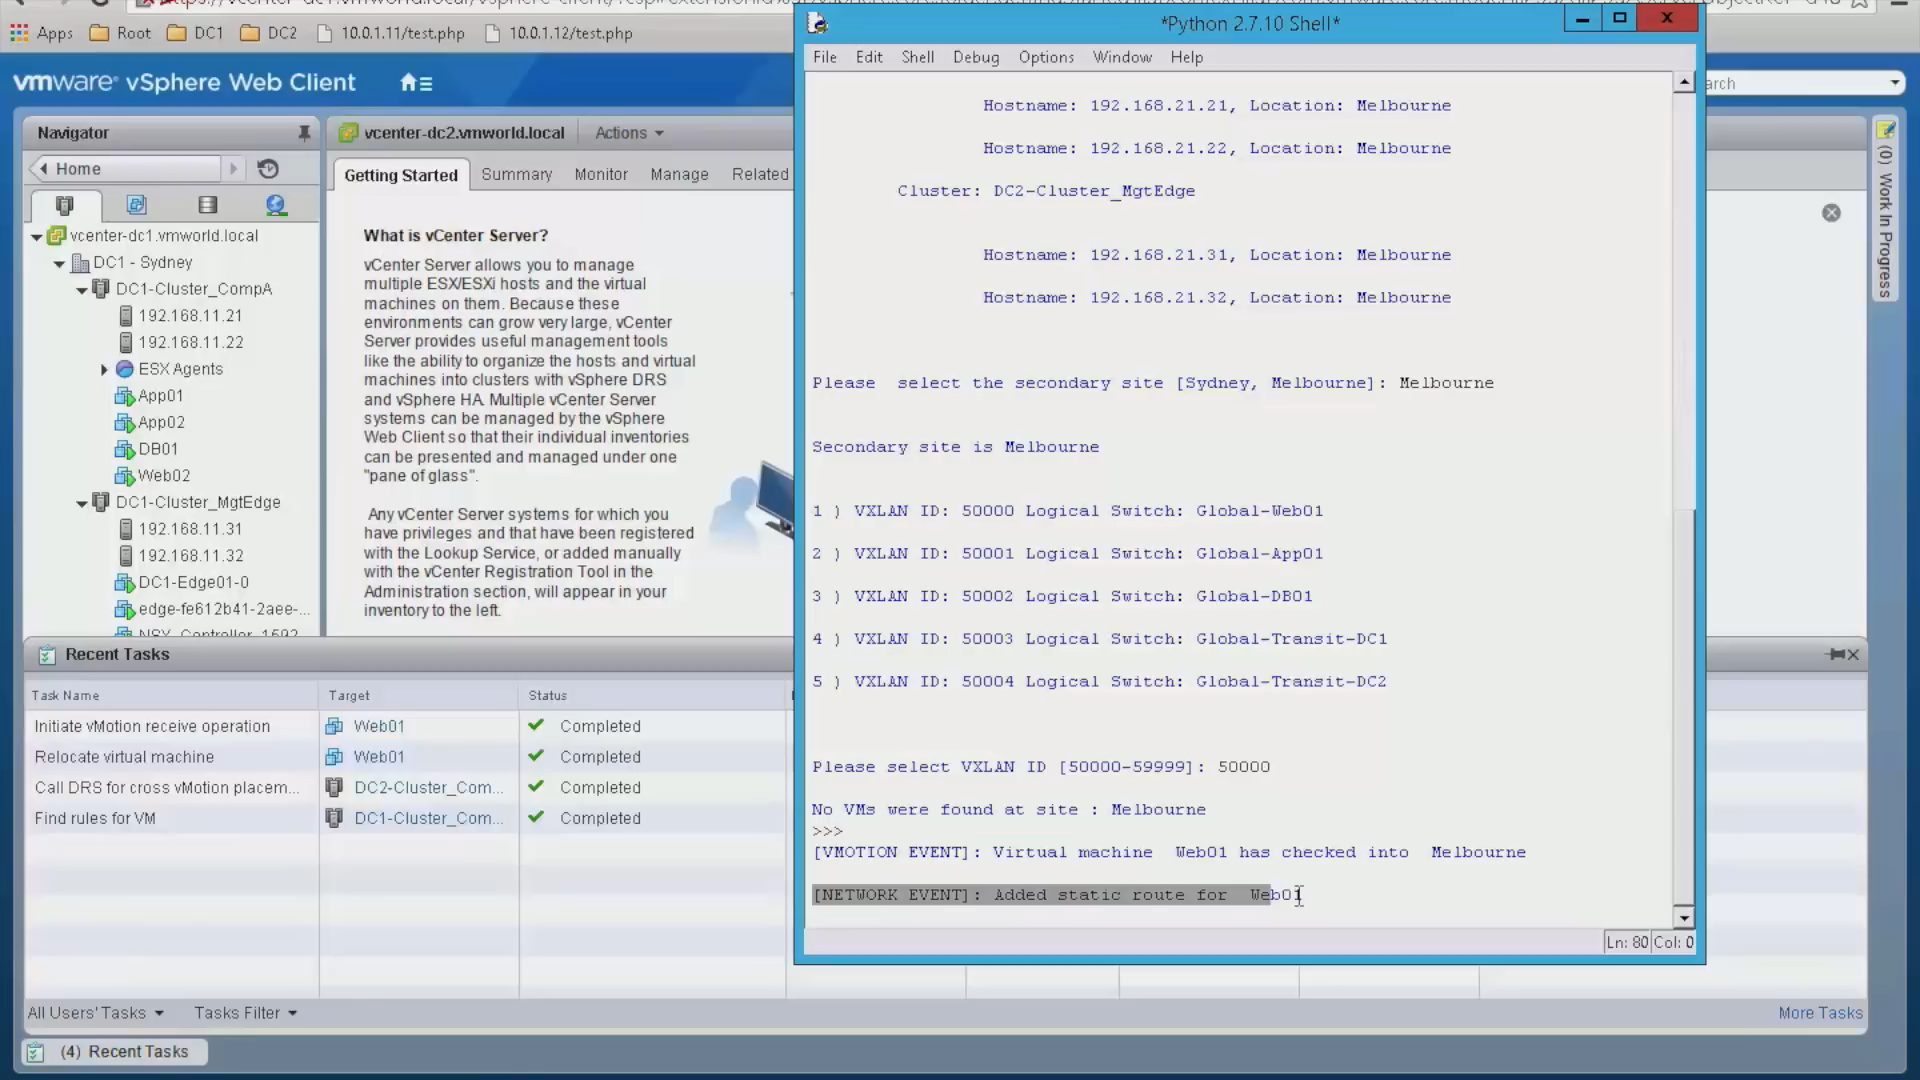 Apps
Root
DC1
DC2
10.0.1.11/test.php
10.0.1.12/test.php
vmware® vSphere Web Client
Navigator
Home
vcenter-dc1.vmworld.local
DC1 - Sydney
DC1-Cluster_CompA
192.168.11.21
192.168.11.22
ESX Agents
App01
App02
DB01
Web02
DC1-Cluster_MgtEdge
192.168.11.31
192.168.11.32
DC1-Edge01-0
edge-fe612b41-2aee-...
vcenter-dc2.vmworld.local
Actions
Getting Started
Summary
Monitor
Manage
Related
What is vCenter Server?
vCenter Server allows you to manage
multiple ESX/ESXi hosts and the virtual
machines on them. Because these
environments can grow very large, vCenter
Server provides useful management tools
like the ability to organize the hosts and virtual
machines into clusters with vSphere DRS
and vSphere HA. Multiple vCenter Server
systems can be managed by the vSphere
Web Client so that their individual inventories
can be presented and managed under one
"pane of glass".
Any vCenter Server systems for which you
have privileges and that have been registered
with the Lookup Service, or added manually
with the vCenter Registration Tool in the
Administration section, will appear in your
inventory to the left.
*Python 2.7.10 Shell*
File
Edit
Shell
Debug
Options
Window
Help
Hostname: 192.168.21.21, Location: Melbourne
Hostname: 192.168.21.22, Location: Melbourne
Cluster: DC2-Cluster_MgtEdge
Hostname: 192.168.21.31, Location: Melbourne
Hostname: 192.168.21.32, Location: Melbourne
Please select the secondary site [Sydney, Melbourne]: Melbourne
Secondary site is Melbourne
1 ) VXLAN ID: 50000 Logical Switch: Global-Web01
2 ) VXLAN ID: 50001 Logical Switch: Global-App01
3 ) VXLAN ID: 50002 Logical Switch: Global-DB01
4 ) VXLAN ID: 50003 Logical Switch: Global-Transit-DC1
5 ) VXLAN ID: 50004 Logical Switch: Global-Transit-DC2
Please select VXLAN ID [50000-59999]: 50000
No VMs were found at site : Melbourne
>>>
[VMOTION EVENT]: Virtual machine Web01 has checked into Melbourne
[NETWORK EVENT]: Added static route for Web01
Ln: 80 Col: 0
(0) Work In Progress
Recent Tasks
Task Name
Target
Status
Initiate vMotion receive operation
Web01
Completed
Relocate virtual machine
Web01
Completed
Call DRS for cross vMotion placem...
DC2-Cluster_Com...
Completed
Find rules for VM
DC1-Cluster_Com...
Completed
All Users' Tasks
Tasks Filter
More Tasks
(4) Recent Tasks